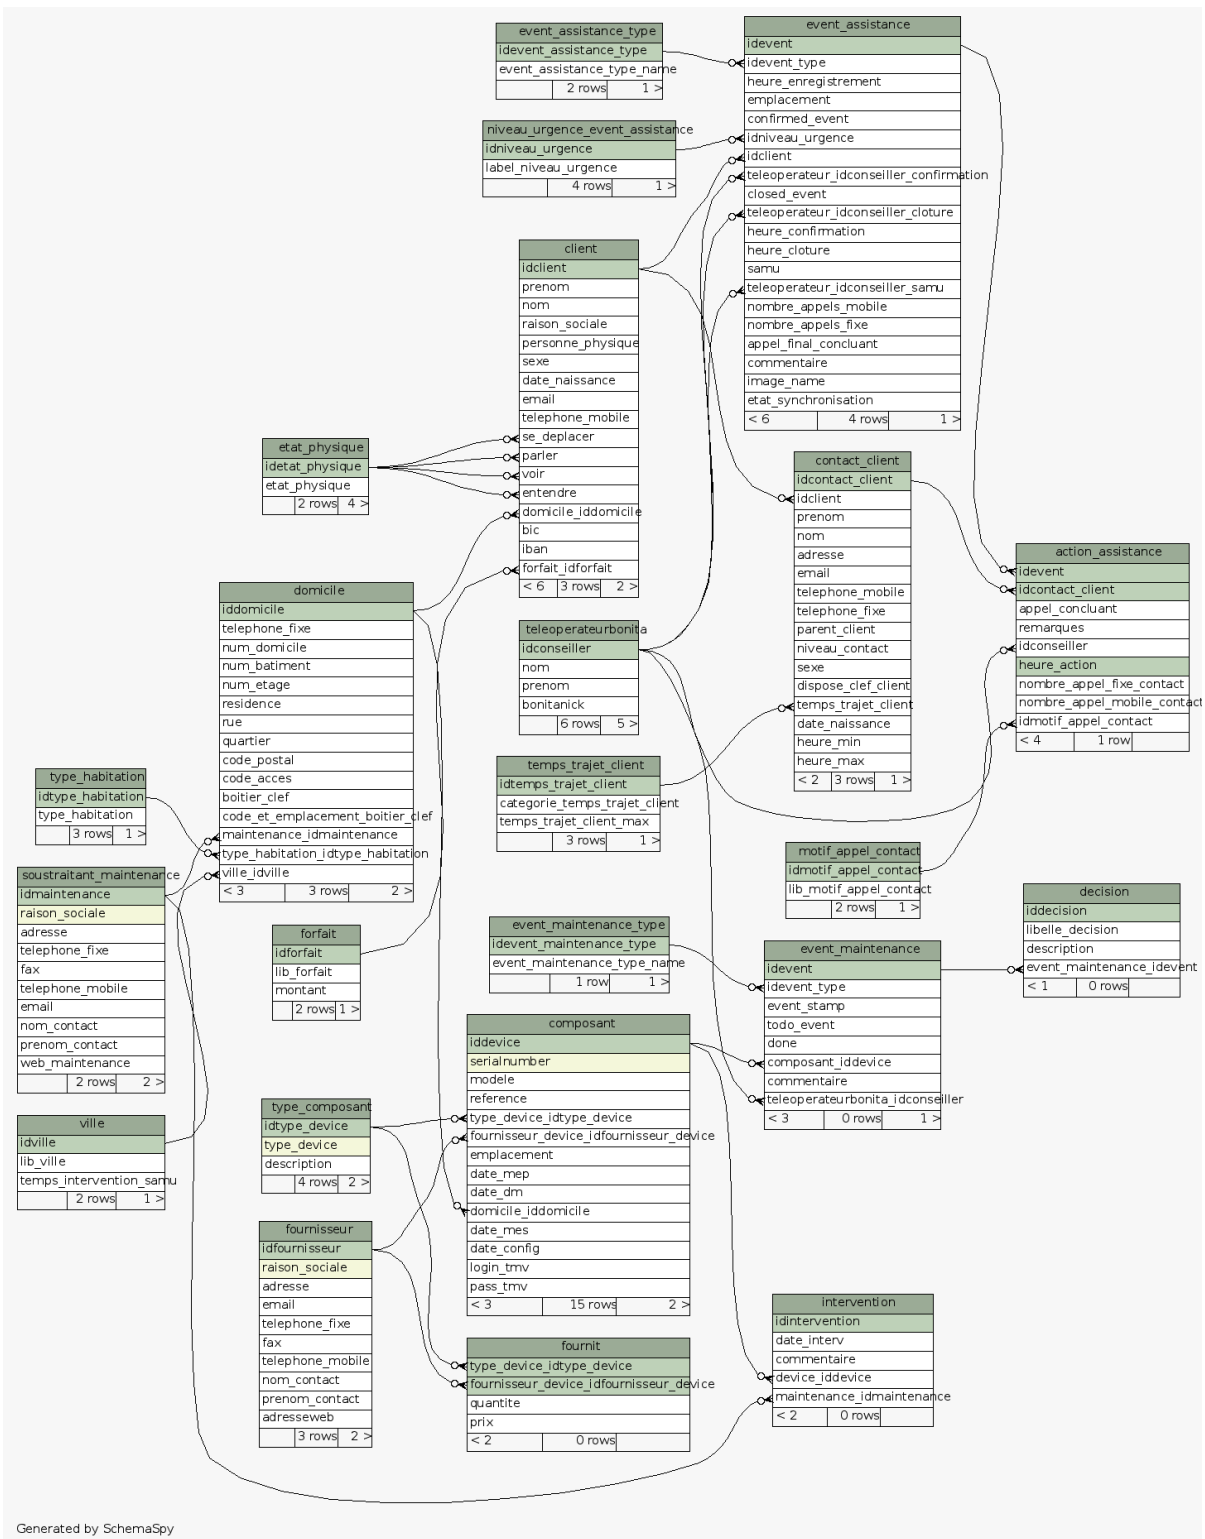 event_assistance_type
idevent_assistance_type
event_assistance_type_name
2 rows 1 >
event_assistance
idevent
idevent_type
heure_enregistrement
emplacement
confirmed_event
idniveau_urgence
idclient
teleoperateur_idconseiller_confirmation
closed_event
teleoperateur_idconseiller_cloture
heure_confirmation
heure_cloture
samu
teleoperateur_idconseiller_samu
nombre_appels_mobile
nombre_appels_fixe
appel_final_concluant
commentaire
image_name
etat_synchronisation
< 6 4 rows 1 >
niveau_urgence_event_assistance
idniveau_urgence
label_niveau_urgence
4 rows 1 >
client
idclient
prenom
nom
raison_sociale
personne_physique
sexe
date_naissance
email
telephone_mobile
se_deplacer
parler
voir
entendre
domicile_iddomicile
bic
iban
forfait_idforfait
< 6 3 rows 2 >
etat_physique
idetat_physique
etat_physique
2 rows 4 >
contact_client
idcontact_client
idclient
prenom
nom
adresse
email
telephone_mobile
telephone_fixe
parent_client
niveau_contact
sexe
dispose_clef_client
temps_trajet_client
date_naissance
heure_min
heure_max
< 2 3 rows 1 >
action_assistance
idevent
idcontact_client
appel_concluant
remarques
idconseiller
heure_action
nombre_appel_fixe_contact
nombre_appel_mobile_contact
idmotif_appel_contact
< 4 1 row
domicile
iddomicile
telephone_fixe
num_domicile
num_batiment
num_etage
residence
rue
quartier
code_postal
code_acces
boitier_clef
code_et_emplacement_boitier_clef
maintenance_idmaintenance
type_habitation_idtype_habitation
ville_idville
< 3 3 rows 2 >
teleoperateurbonita
idconseiller
nom
prenom
bonitanick
6 rows 5 >
temps_trajet_client
idtemps_trajet_client
categorie_temps_trajet_client
temps_trajet_client_max
3 rows 1 >
type_habitation
idtype_habitation
type_habitation
3 rows 1 >
soustraitant_maintenance
idmaintenance
raison_sociale
adresse
telephone_fixe
fax
telephone_mobile
email
nom_contact
prenom_contact
web_maintenance
2 rows 2 >
motif_appel_contact
idmotif_appel_contact
lib_motif_appel_contact
2 rows 1 >
decision
iddecision
libelle_decision
description
event_maintenance_idevent
< 1 0 rows
forfait
idforfait
lib_forfait
montant
2 rows 1 >
event_maintenance_type
idevent_maintenance_type
event_maintenance_type_name
1 row 1 >
event_maintenance
idevent
idevent_type
event_stamp
todo_event
done
composant_iddevice
commentaire
teleoperateurbonita_idconseiller
< 3 0 rows 1 >
composant
iddevice
serialnumber
modele
reference
type_device_idtype_device
fournisseur_device_idfournisseur_device
emplacement
date_mep
date_dm
domicile_iddomicile
date_mes
date_config
login_tmv
pass_tmv
< 3 15 rows 2 >
type_composant
idtype_device
type_device
description
4 rows 2 >
ville
idville
lib_ville
temps_intervention_samu
2 rows 1 >
fournisseur
idfournisseur
raison_sociale
adresse
email
telephone_fixe
fax
telephone_mobile
nom_contact
prenom_contact
adresseweb
3 rows 2 >
intervention
idintervention
date_interv
commentaire
device_iddevice
maintenance_idmaintenance
< 2 0 rows
fournit
type_device_idtype_device
fournisseur_device_idfournisseur_device
quantite
prix
< 2 0 rows
Generated by SchemaSpy